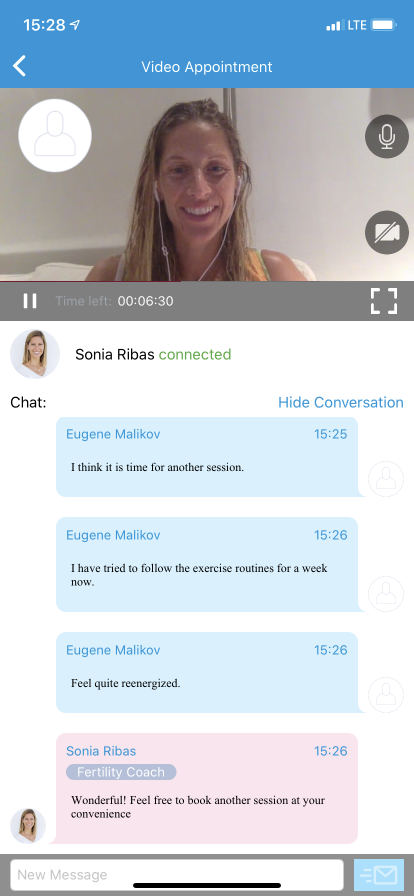 15:28
LTE
Video Appointment
Time left: 00:06:30
Sonia Ribas connected
Chat:
Hide Conversation
Eugene Malikov
15:25
I think it is time for another session.
Eugene Malikov
15:26
I have tried to follow the exercise routines for a week
now.
Eugene Malikov
15:26
Feel quite reenergized.
Sonia Ribas
15:26
Fertility Coach
Wonderful! Feel free to book another session at your
convenience
New Message